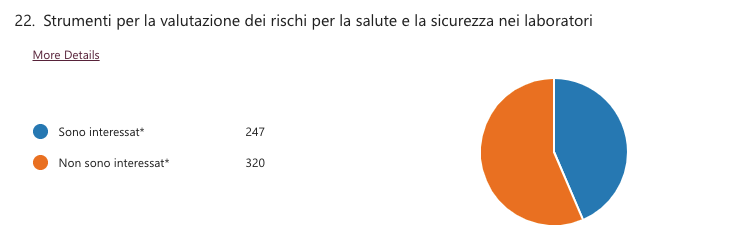 22. Strumenti per la valutazione dei rischi per la salute e la sicurezza nei laboratori
More Details
Sono interessat* 247
Non sono interessat* 320